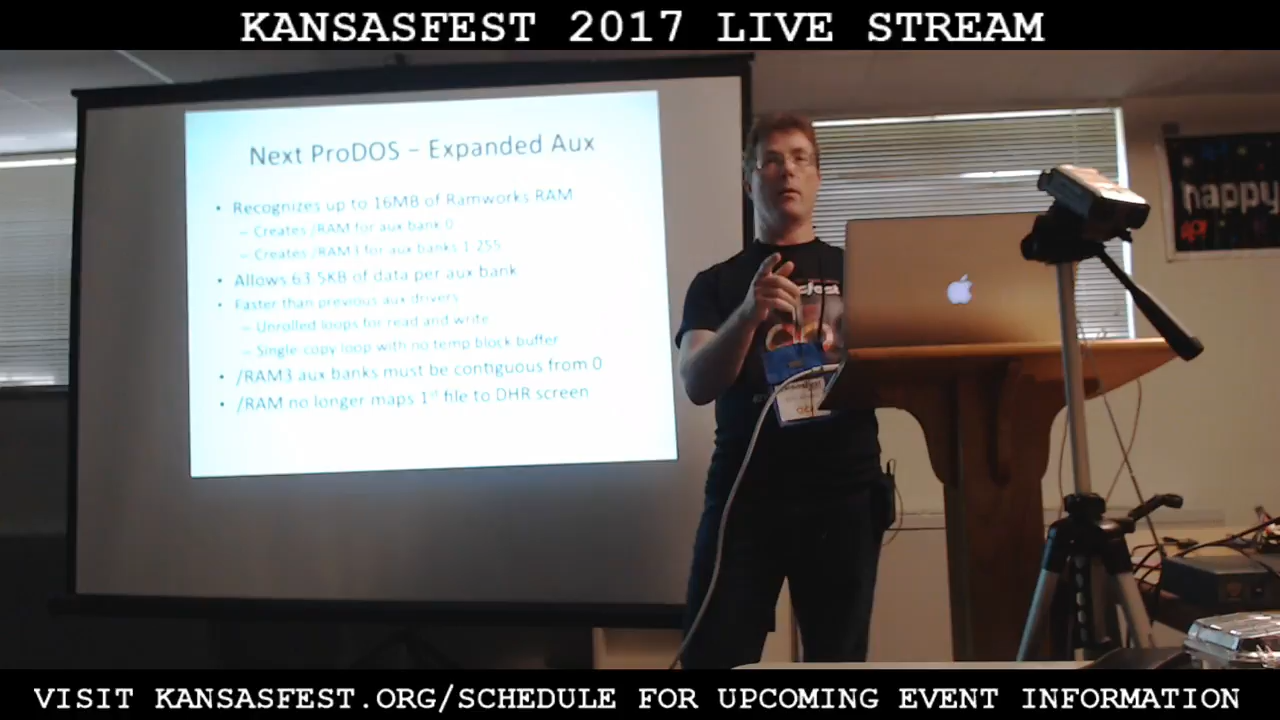 KANSASFEST 2017 LIVE STREAM
Next ProDOS – Expanded Aux
• Recognizes up to 16MB of Ramworks RAM
– Creates /RAM for aux bank 0
– Creates /RAM3 for aux banks 1-255
• Allows 63.5KB of data per aux bank
• Faster than previous aux drivers
– Unrolled loops for read and write
– Single copy loop with no temp block buffer
• /RAM3 aux banks must be contiguous from 0
• /RAM no longer maps 1st file to DHR screen
happy
VISIT KANSASFEST.ORG/SCHEDULE FOR UPCOMING EVENT INFORMATION